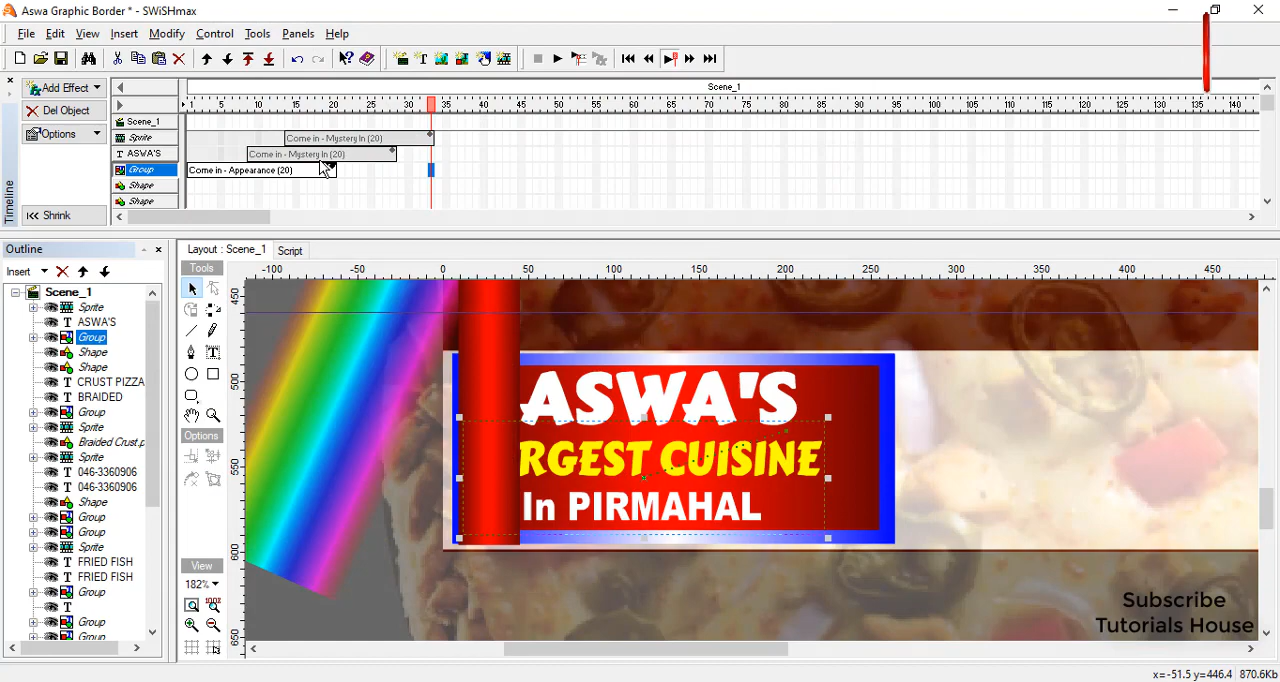 Aswa Graphic Border * - SWiSHmax
File Edit View Insert Modify Control Tools Panels Help
Add Effect
Del Object
Options
Shrink
Timeline
Scene_1
1 5 10 15 20 25 30 35 40 45 50 55 60 65 70 75 80 85 90 95 100 105 110 115 120 125 130 135 140
Scene_1
Sprite
Come in - Mystery In (20)
ASWA'S
Come in - Mystery In (20)
Group
Come in - Appearance (20)
Shape
Shape
Outline
Insert
Scene_1
Sprite
ASWA'S
Group
Shape
Shape
CRUST PIZZA
BRAIDED
Group
Sprite
Braided Crust.p
Sprite
046-3360906
046-3360906
Shape
Group
Group
Sprite
FRIED FISH
FRIED FISH
Group
T
Group
Group
Layout : Scene_1 Script
Tools
Options
View
182%
100%
-100 -50 0 50 100 150 200 250 300 350 400 450
450
500
550
600
650
ASWA'S
RGEST CUISINE
In PIRMAHAL
Subscribe
Tutorials House
x=-51.5 y=446.4 870.6Kb